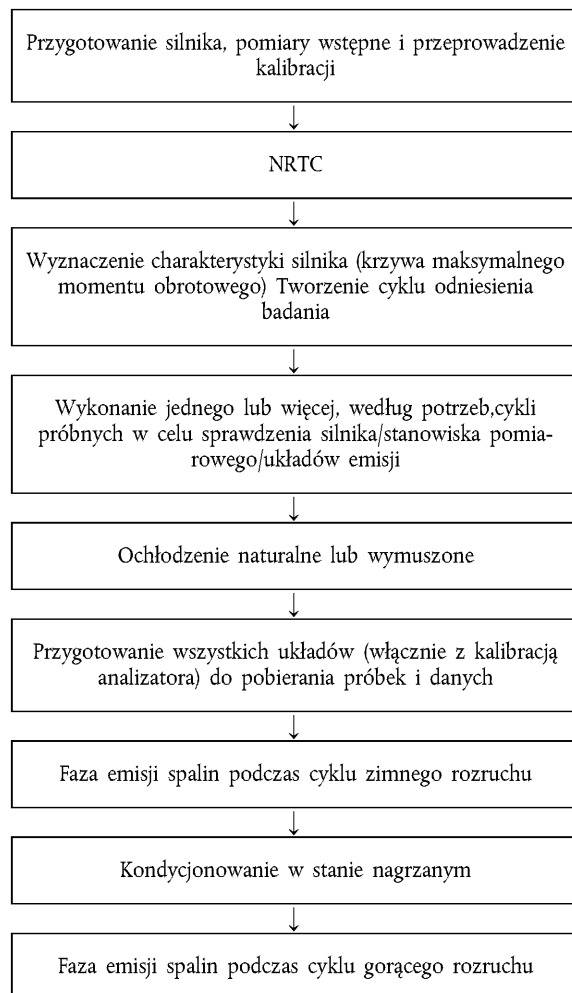 Przygotowanie silnika, pomiary wstępne i przeprowadzenie
kalibracji
↓
NRTC
↓
Wyznaczenie charakterystyki silnika (krzywa maksymalnego
momentu obrotowego) Tworzenie cyklu odniesienia
badania
↓
Wykonanie jednego lub więcej, według potrzeb,cykli
próbnych w celu sprawdzenia silnika/stanowiska pomia-
rowego/układów emisji
↓
Ochłodzenie naturalne lub wymuszone
↓
Przygotowanie wszystkich układów (włącznie z kalibracją
analizatora) do pobierania próbek i danych
↓
Faza emisji spalin podczas cyklu zimnego rozruchu
↓
Kondycjonowanie w stanie nagrzanym
↓
Faza emisji spalin podczas cyklu gorącego rozruchu